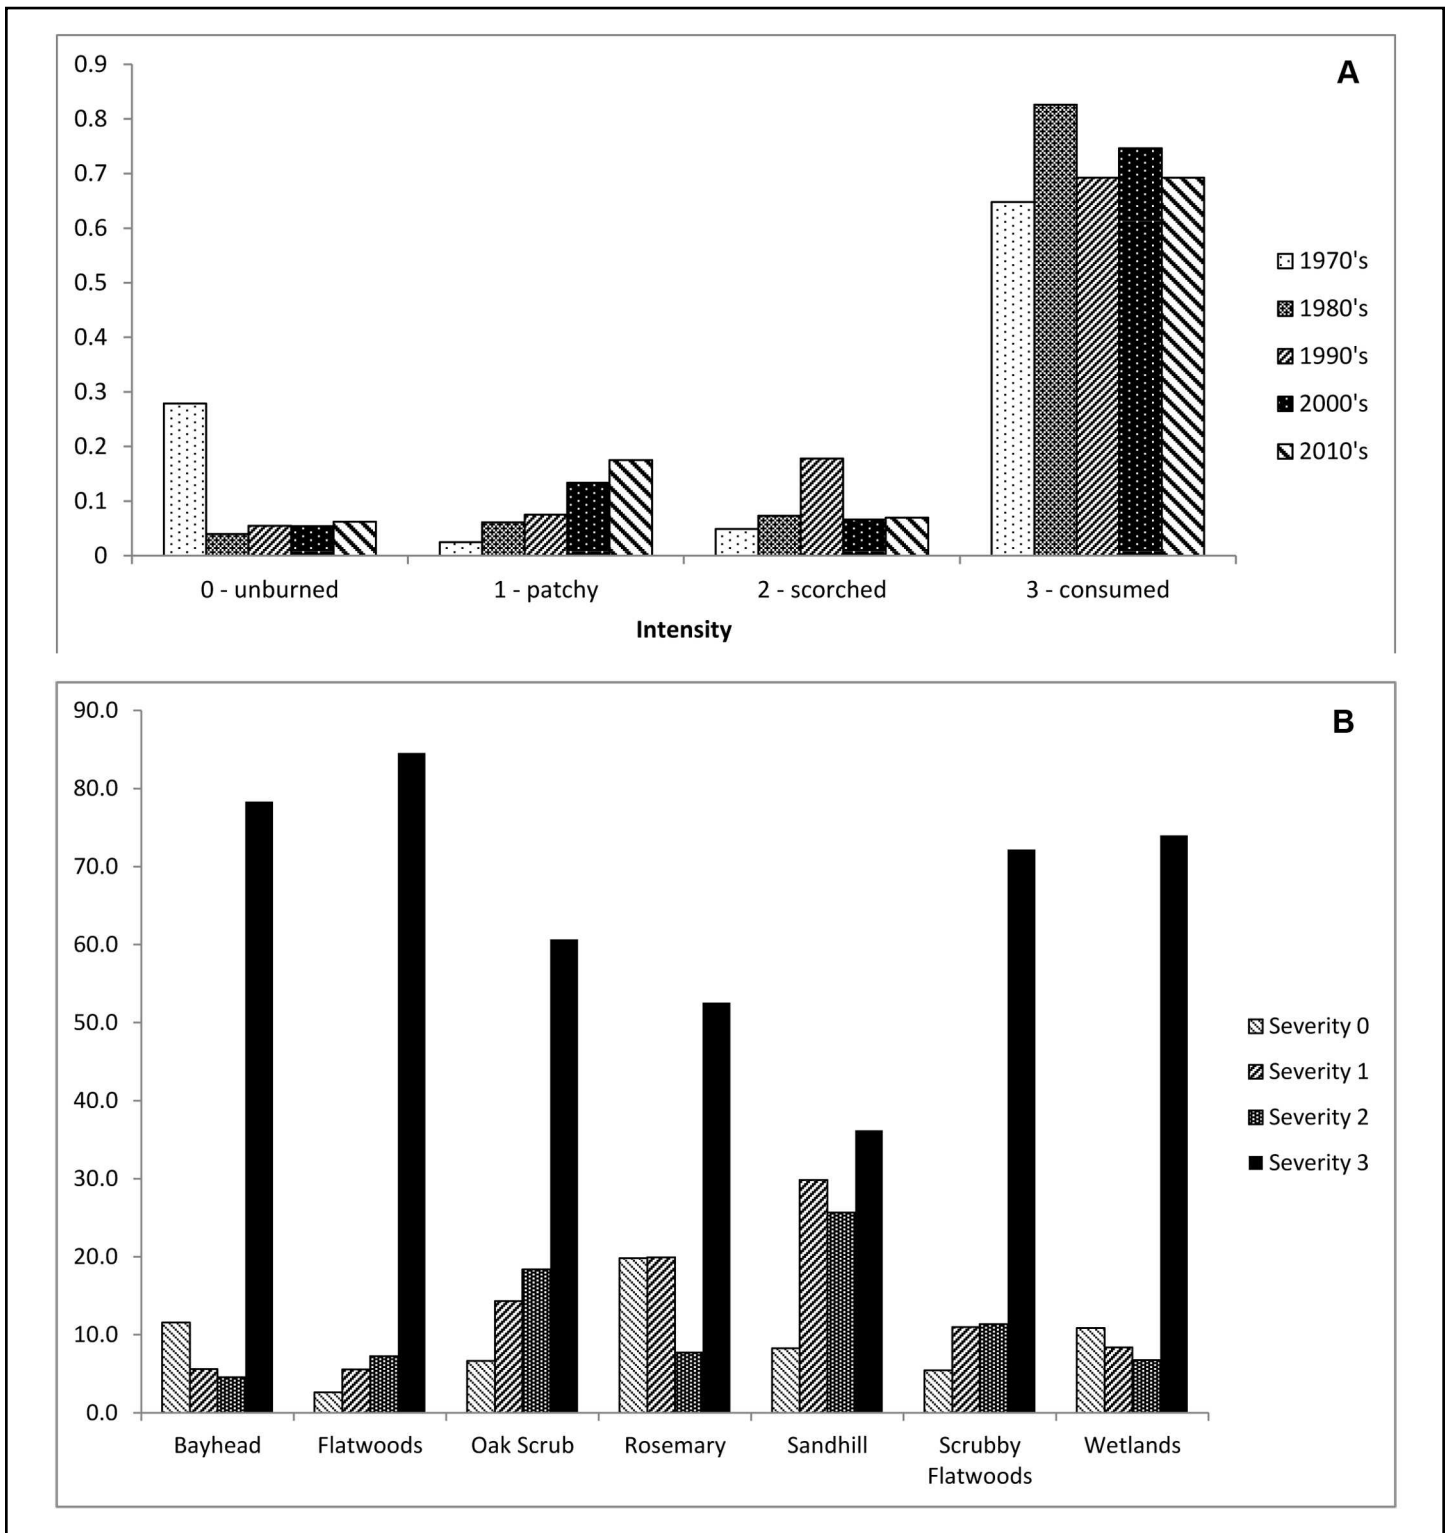 A
0.9
0.8
0.7
0.6
0.5
0.4
0.3
0.2
0.1
0
0 - unburned 1 - patchy 2 - scorched 3 - consumed
Intensity
1970's
1980's
1990's
2000's
2010's
B
90.0
80.0
70.0
60.0
50.0
40.0
30.0
20.0
10.0
0.0
Bayhead Flatwoods Oak Scrub Rosemary Sandhill Scrubby Wetlands
Flatwoods
Severity 0
Severity 1
Severity 2
Severity 3